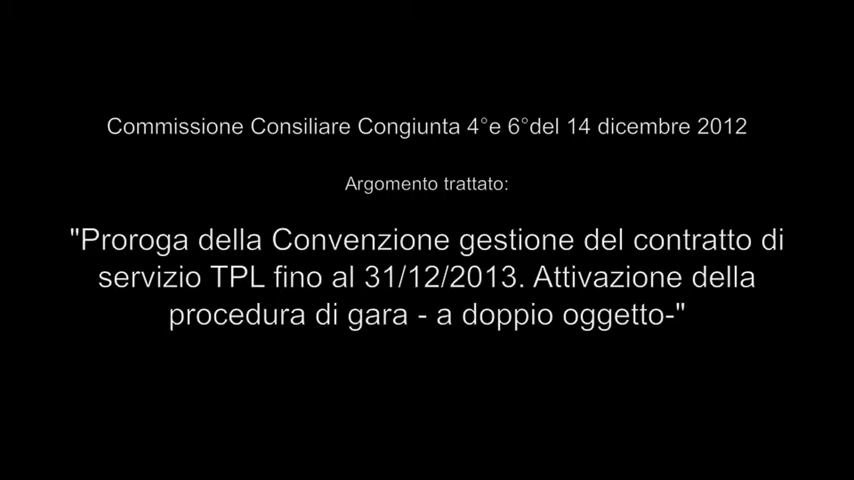 Commissione Consiliare Congiunta 4°e 6°del 14 dicembre 2012
Argomento trattato:
"Proroga della Convenzione gestione del contratto di
servizio TPL fino al 31/12/2013. Attivazione della
procedura di gara - a doppio oggetto-"